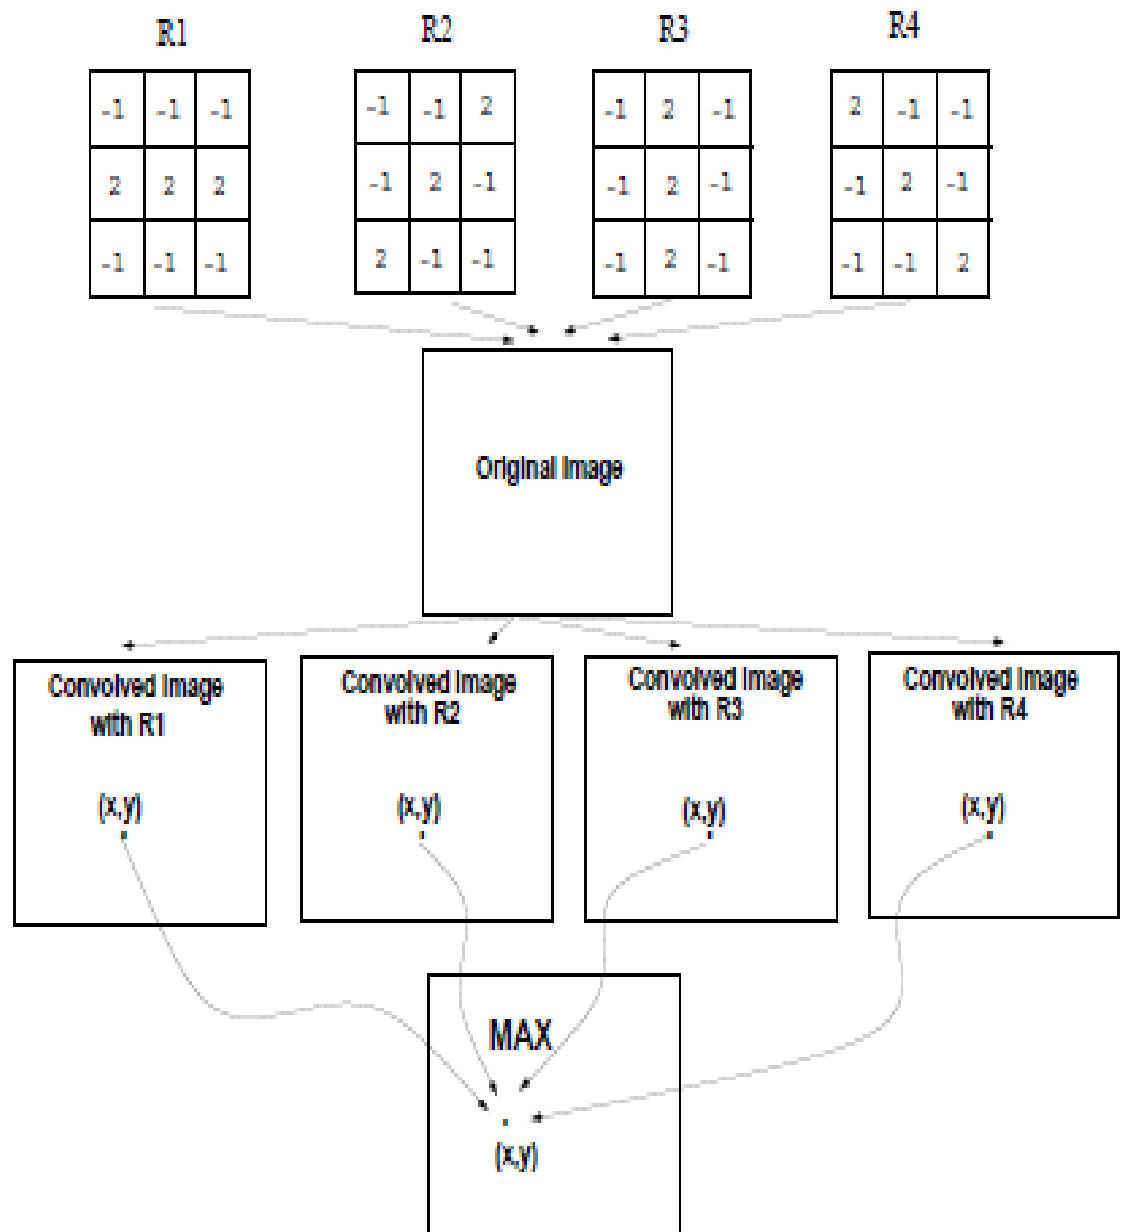 R1 R2 R3 R4
-1 -1 -1 -1 -1 2 -1 2 -1 2 -1 -1
2 2 2 -1 2 -1 -1 2 -1 -1 2 -1
-1 -1 -1 2 -1 -1 -1 2 -1 -1 -1 2
Original Image
Convolved Image
with R1
Convolved Image
with R2
Convolved Image
with R3
Convolved Image
with R4
(x,y) (x,y) (x,y) (x,y)
MAX
(x,y)